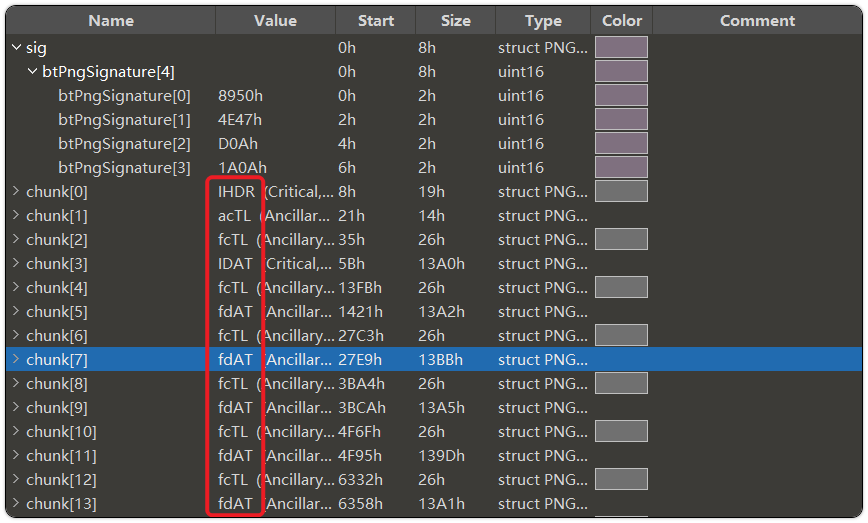 Name Value Start Size Type Color Comment
sig 0h 8h struct PNG...
btPngSignature[4] 0h 8h uint16
btPngSignature[0] 8950h 0h 2h uint16
btPngSignature[1] 4E47h 2h 2h uint16
btPngSignature[2] D0Ah 4h 2h uint16
btPngSignature[3] 1A0Ah 6h 2h uint16
chunk[0] IHDR (Critical,... 8h 19h struct PNG...
chunk[1] acTL (Ancillar... 21h 14h struct PNG...
chunk[2] fcTL (Ancillary... 35h 26h struct PNG...
chunk[3] IDAT (Critical,... 5Bh 13A0h struct PNG...
chunk[4] fcTL (Ancillary... 13FBh 26h struct PNG...
chunk[5] fdAT (Ancillar... 1421h 13A2h struct PNG...
chunk[6] fcTL (Ancillary... 27C3h 26h struct PNG...
chunk[7] fdAT (Ancillar... 27E9h 13BBh struct PNG...
chunk[8] fcTL (Ancillary... 3BA4h 26h struct PNG...
chunk[9] fdAT (Ancillar... 3BCAh 13A5h struct PNG...
chunk[10] fcTL (Ancillary... 4F6Fh 26h struct PNG...
chunk[11] fdAT (Ancillar... 4F95h 139Dh struct PNG...
chunk[12] fcTL (Ancillary... 6332h 26h struct PNG...
chunk[13] fdAT (Ancillar... 6358h 13A1h struct PNG...